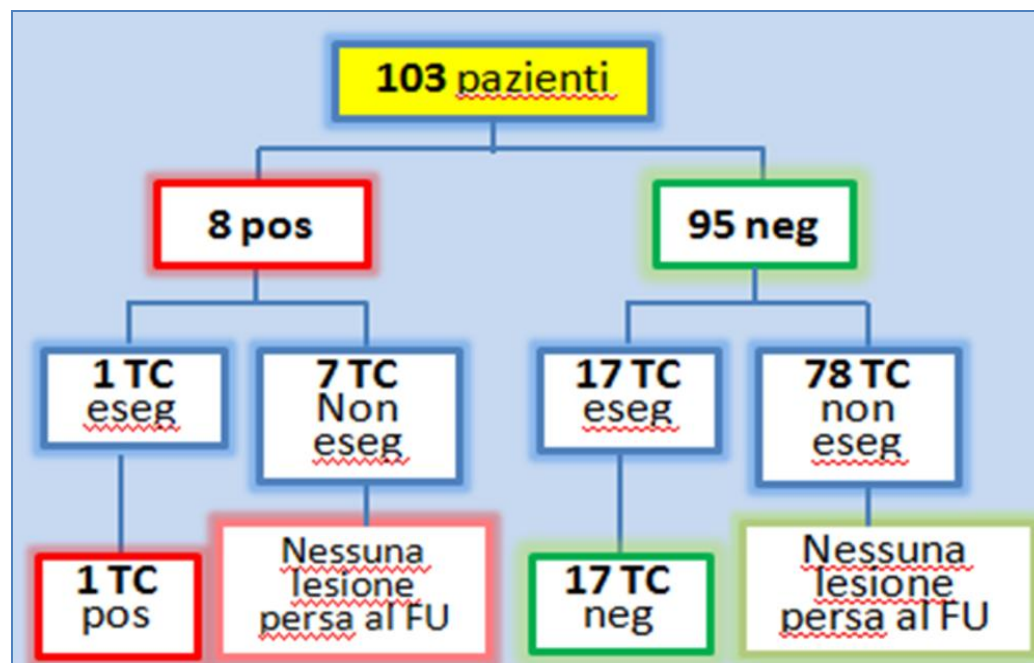 103 pazienti
8 pos
95 neg
1 TC
eseg
7 TC
Non
eseg
17 TC
eseg
78 TC
non
eseg
1 TC
pos
Nessuna
lesione
persa al FU
17 TC
neg
Nessuna
lesione
persa al FU